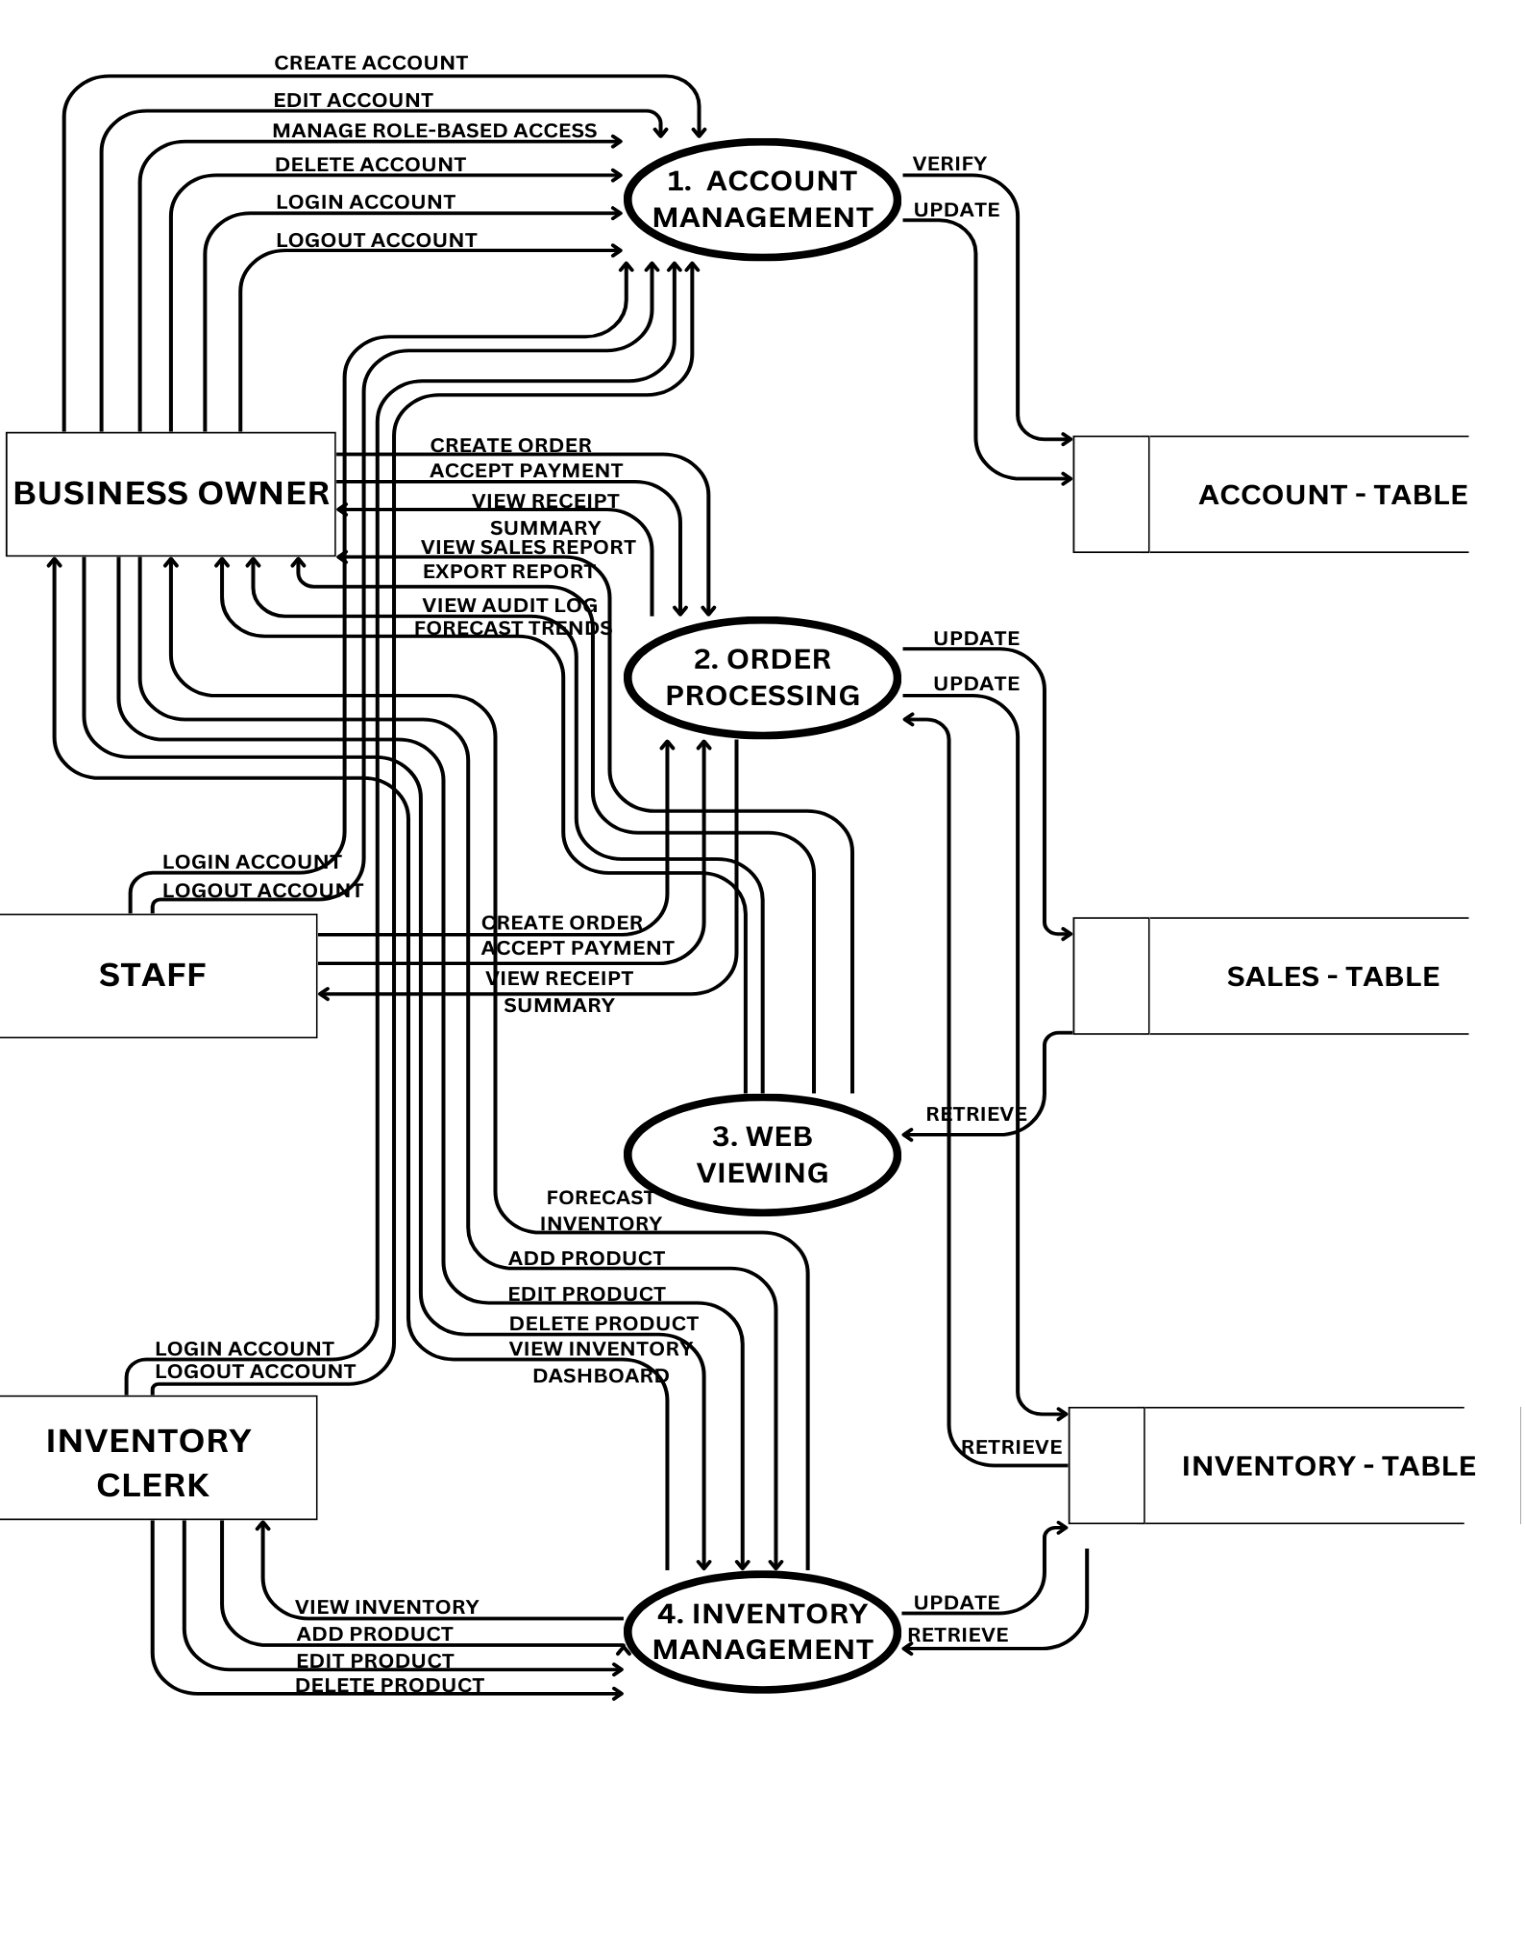 CREATE ACCOUNT
EDIT ACCOUNT
MANAGE ROLE-BASED ACCESS
DELETE ACCOUNT
LOGIN ACCOUNT
LOGOUT ACCOUNT
1. ACCOUNT
MANAGEMENT
VERIFY
UPDATE
BUSINESS OWNER
CREATE ORDER
ACCEPT PAYMENT
VIEW RECEIPT
SUMMARY
VIEW SALES REPORT
EXPORT REPORT
VIEW AUDIT LOG
FORECAST TRENDS
ACCOUNT - TABLE
2. ORDER
PROCESSING
UPDATE
UPDATE
LOGIN ACCOUNT
LOGOUT ACCOUNT
STAFF
CREATE ORDER
ACCEPT PAYMENT
VIEW RECEIPT
SUMMARY
SALES - TABLE
RETRIEVE
3. WEB
VIEWING
FORECAST
INVENTORY
ADD PRODUCT
EDIT PRODUCT
DELETE PRODUCT
VIEW INVENTORY
DASHBOARD
LOGIN ACCOUNT
LOGOUT ACCOUNT
INVENTORY
CLERK
RETRIEVE
INVENTORY - TABLE
VIEW INVENTORY
ADD PRODUCT
EDIT PRODUCT
DELETE PRODUCT
4. INVENTORY
MANAGEMENT
UPDATE
RETRIEVE